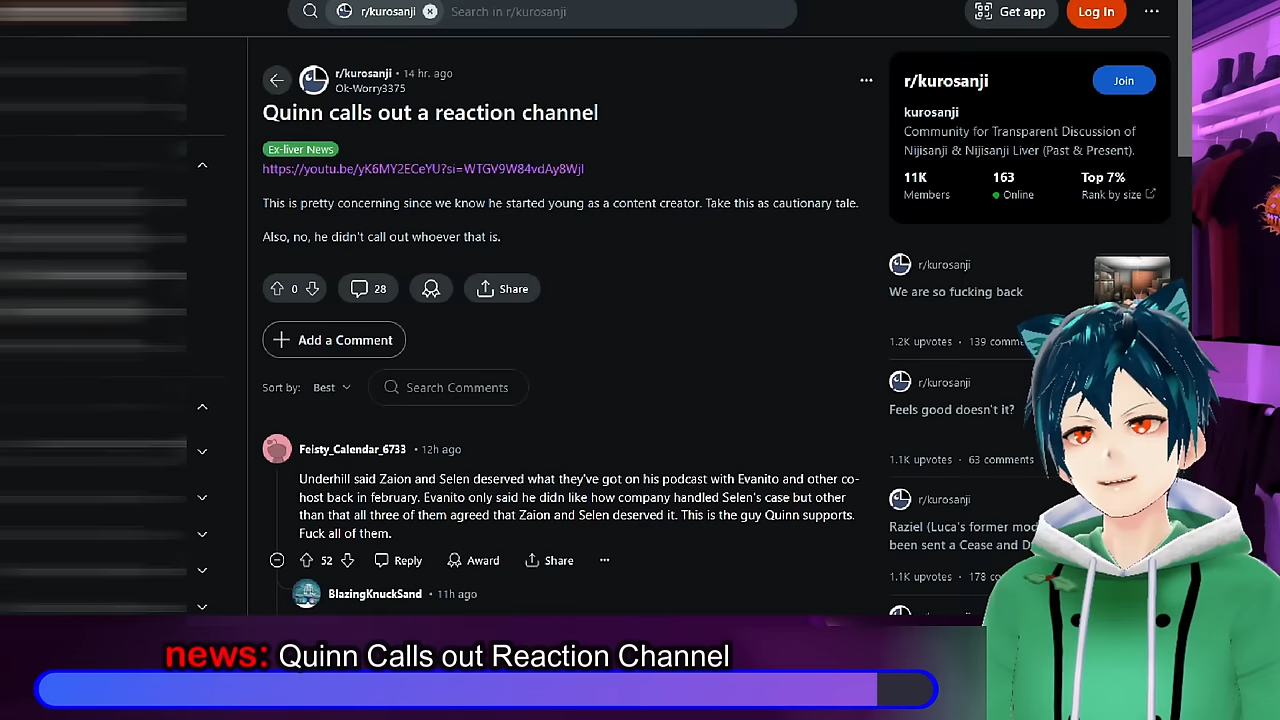 r/kurosanji
Search in r/kurosanji
Get app
Log In
r/kurosanji • 14 hr. ago
Ok-Worry3375
Quinn calls out a reaction channel
Ex-liver News
https://youtu.be/yK6MY2ECeYU?si=WTGV9W84vdAy8WjI
This is pretty concerning since we know he started young as a content creator. Take this as cautionary tale.
Also, no, he didn't call out whoever that is.
0
28
Share
Add a Comment
Sort by:
Best
Search Comments
Feisty_Calendar_6733 • 12h ago
Underhill said Zaion and Selen deserved what they've got on his podcast with Evanito and other co-
host back in february. Evanito only said he didn like how company handled Selen's case but other
than that all three of them agreed that Zaion and Selen deserved it. This is the guy Quinn supports.
Fuck all of them.
52
Reply
Award
Share
BlazingKnuckSand • 11h ago
r/kurosanji
Join
kurosanji
Community for Transparent Discussion of
Nijisanji & Nijisanji Liver (Past & Present).
11K
163
Top 7%
Members
Online
Rank by size
r/kurosanji
We are so fucking back
1.2K upvotes • 139
r/kurosanji
Feels good doesn't it?
1.1K upvotes • 63 comments
r/kurosanji
Raziel (Luca's former
been sent a Cease and
1.1K upvotes • 178
news: Quinn Calls out Reaction Channel